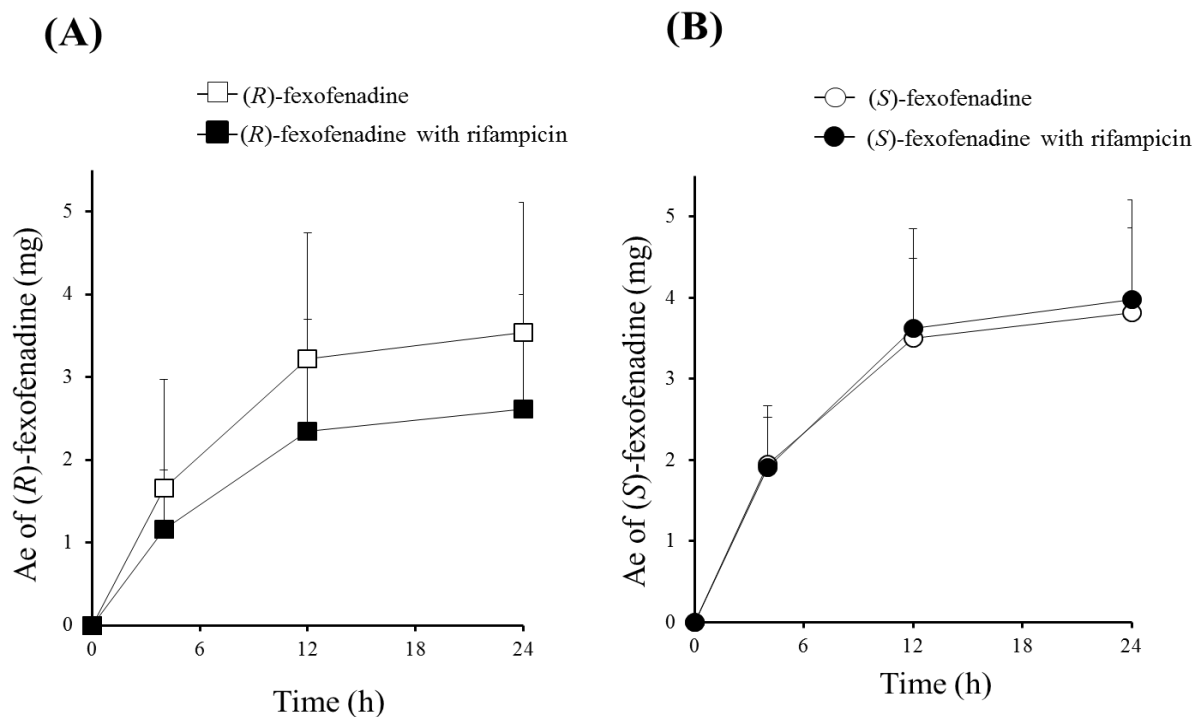 (A)
(R)-fexofenadine
(R)-fexofenadine with rifampicin
Ae of (R)-fexofenadine (mg)
5
4
3
2
1
0
0 6 12 18 24
Time (h)
(B)
(S)-fexofenadine
(S)-fexofenadine with rifampicin
Ae of (S)-fexofenadine (mg)
5
4
3
2
1
0
0 6 12 18 24
Time (h)